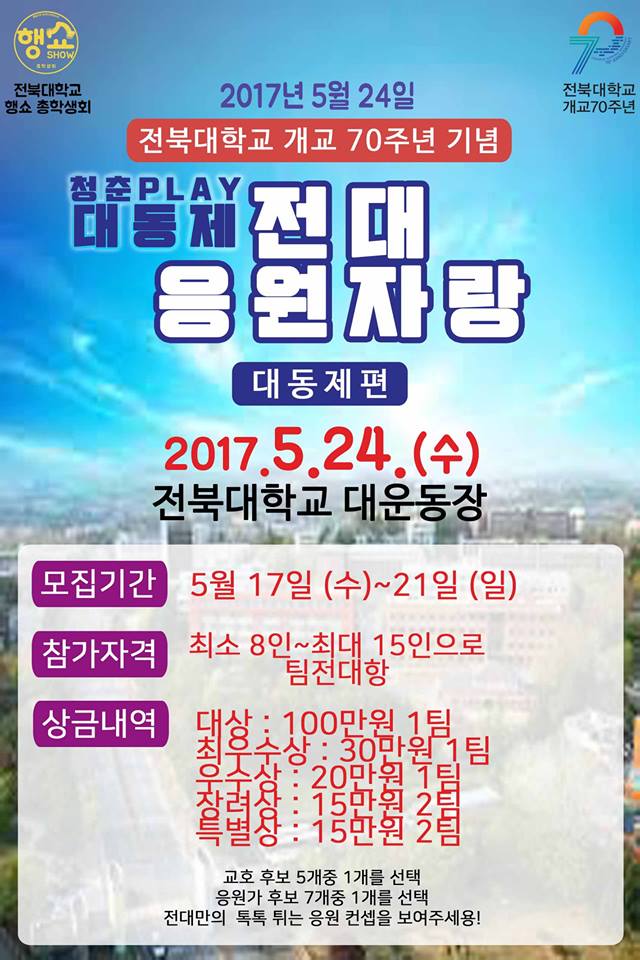 행쇼
SHOW
총학생회
전북대학교
행쇼 총학생회
70
전북대학교
개교70주년
2017년 5월 24일
전북대학교 개교 70주년 기념
청춘PLAY
대동제
전대
응원자랑
대동제편
2017.5.24.(수)
전북대학교 대운동장
모집기간
5월 17일 (수)~21일 (일)
참가자격
최소 8인~최대 15인으로
팀전대항
상금내역
대상 : 100만원 1팀
최우수상 : 30만원 1팀
우수상 : 20만원 1팀
장려상 : 15만원 2팀
특별상 : 15만원 2팀
교호 후보 5개중 1개를 선택
응원가 후보 7개중 1개를 선택
전대만의 톡톡 튀는 응원 컨셉을 보여주세용!